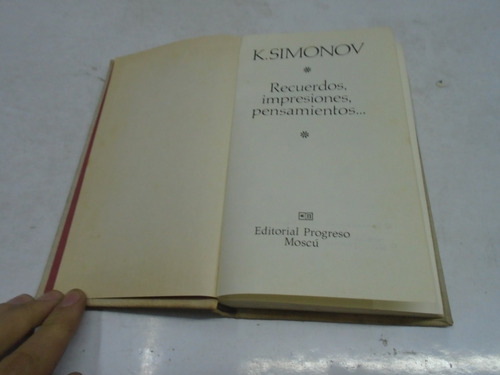 K. SIMONOV
Recuerdos,
impresiones,
pensamientos...
Editorial Progreso
Moscú